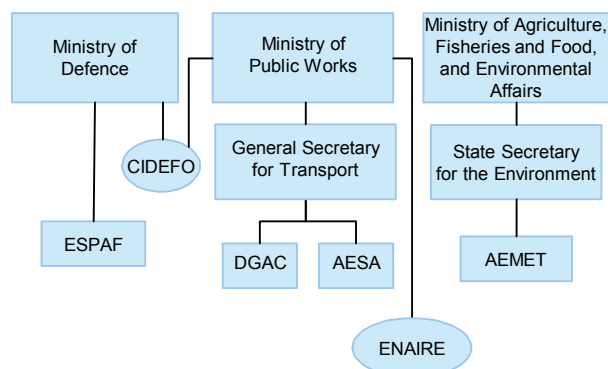 Ministry of
Defence
Ministry of
Public Works
Ministry of Agriculture,
Fisheries and Food,
and Environmental
Affairs
CIDEFO
General Secretary
for Transport
State Secretary
for the Environment
ESPAF
DGAC
AESA
AEMET
ENAIRE